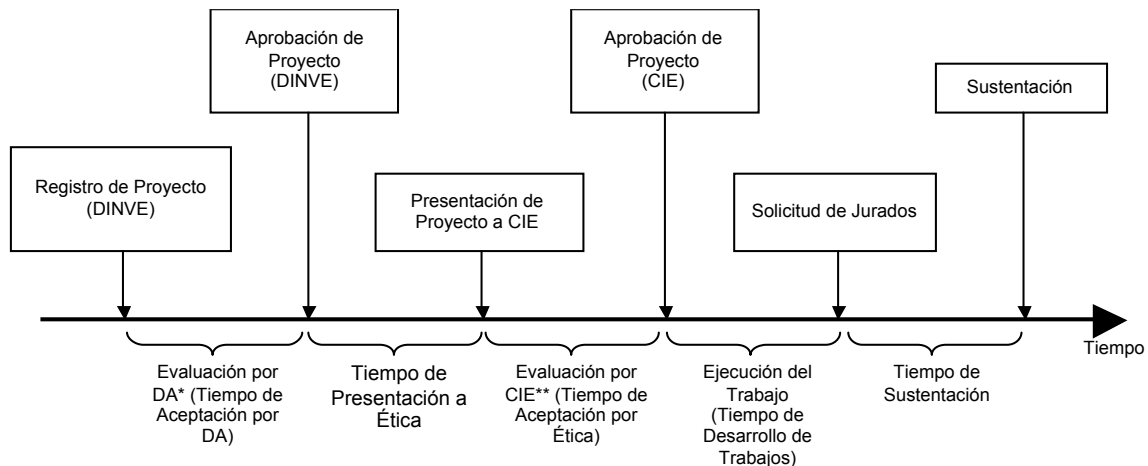 Registro de Proyecto
(DINVE)
Aprobación de
Proyecto
(DINVE)
Presentación de
Proyecto a CIE
Aprobación de
Proyecto
(CIE)
Solicitud de Jurados
Sustentación
Tiempo
Evaluación por
DA* (Tiempo de
Aceptación por
DA)
Tiempo de
Presentación a
Ética
Evaluación por
CIE** (Tiempo de
Aceptación por
Ética)
Ejecución del
Trabajo
(Tiempo de
Desarrollo de
Trabajos)
Tiempo de
Sustentación